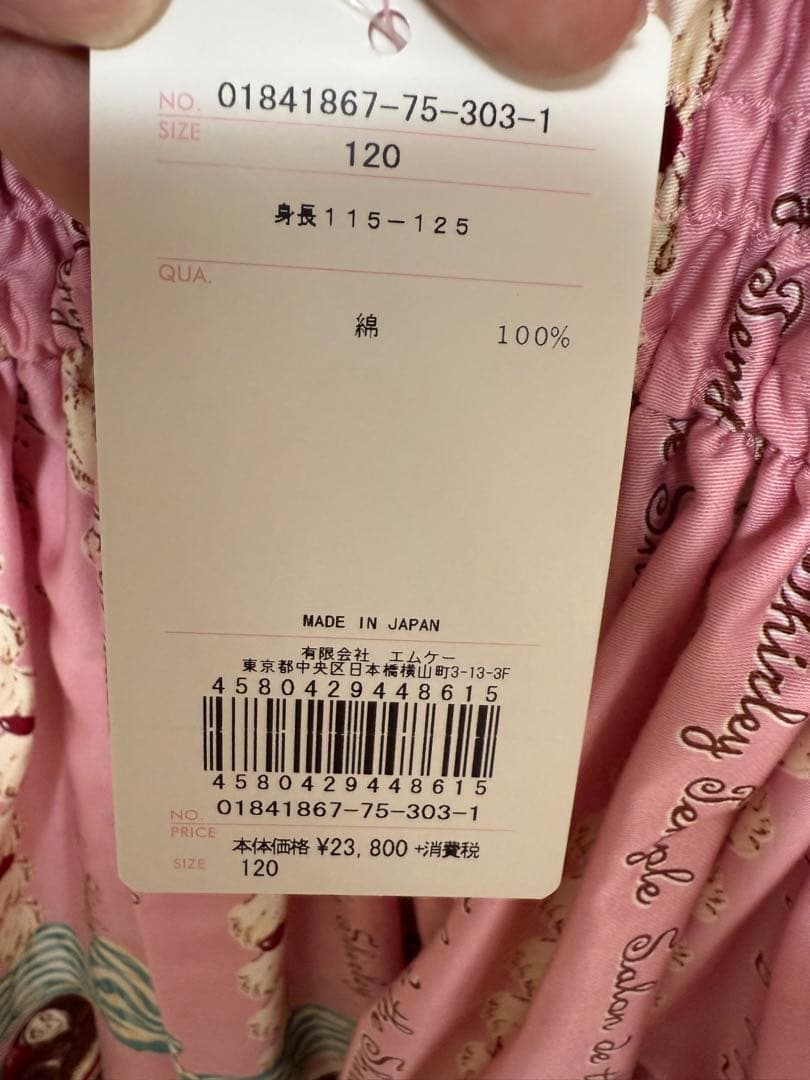 NO. 01841867-75-303-1
SIZE
120
身長115-125
QUA.
綿 100%
MADE IN JAPAN
有限会社 エムケー
東京都中央区日本橋横山町3-13-3F
4580429448615
4580429448615
NO. 01841867-75-303-1
PRICE 本体価格 ¥23,800 +消費税
SIZE 120
Shirley Temple Salon de